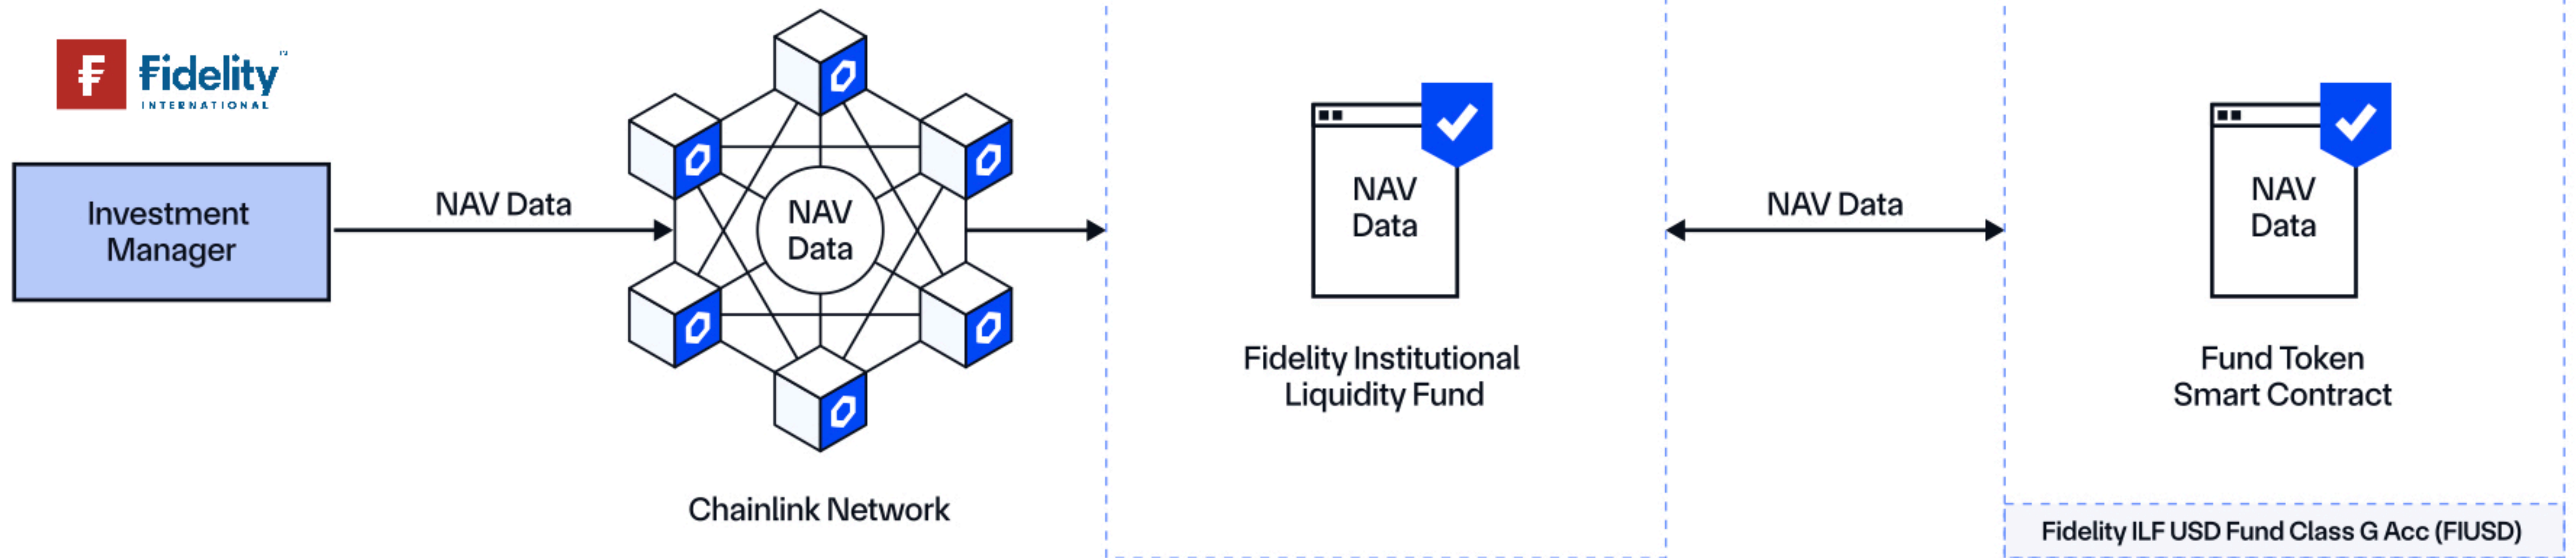 Fidelity
INTERNATIONAL
Investment
Manager
NAV Data
NAV
Data
Chainlink Network
NAV
Data
Fidelity Institutional
Liquidity Fund
NAV Data
NAV
Data
Fund Token
Smart Contract
Fidelity ILF USD Fund Class G Acc (FIUSD)